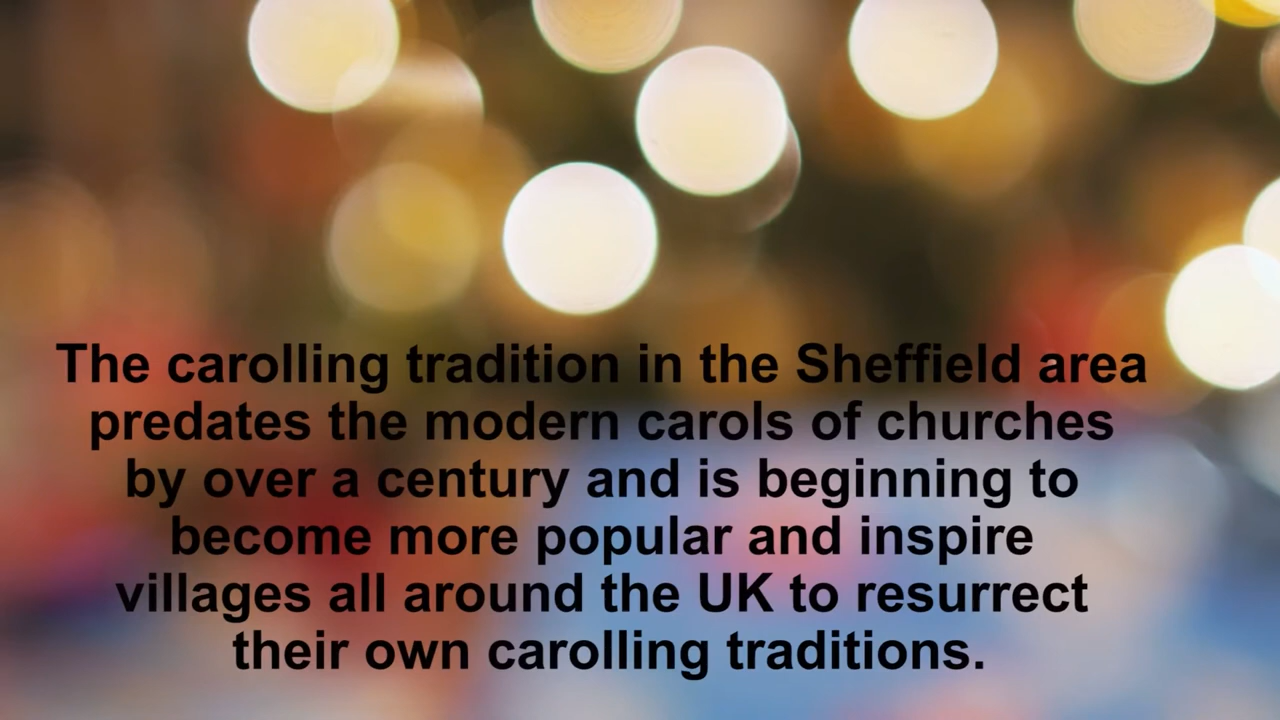 The carolling tradition in the Sheffield area
predates the modern carols of churches
by over a century and is beginning to
become more popular and inspire
villages all around the UK to resurrect
their own carolling traditions.